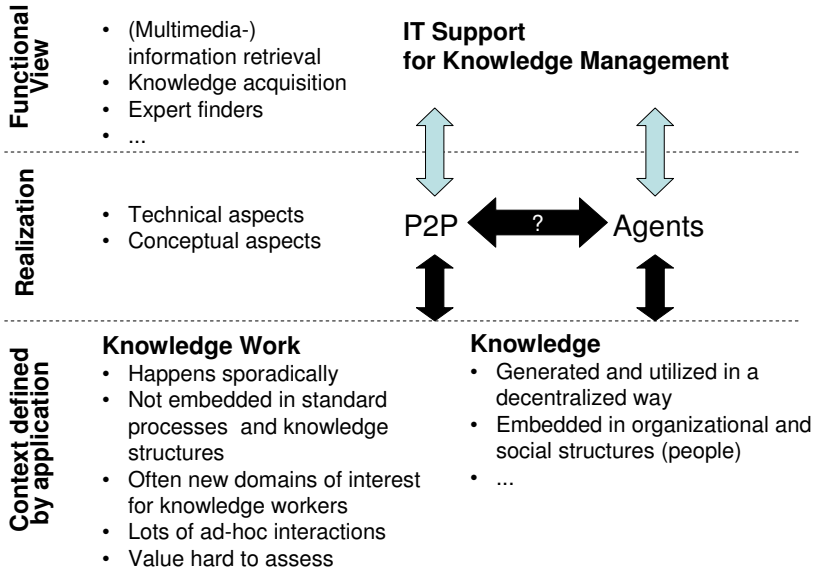 Functional
View
• (Multimedia-)
information retrieval
• Knowledge acquisition
• Expert finders
• ...
IT Support
for Knowledge Management
Realization
• Technical aspects
• Conceptual aspects
P2P
?
Agents
Context defined
by application
Knowledge Work
• Happens sporadically
• Not embedded in standard
processes and knowledge
structures
• Often new domains of interest
for knowledge workers
• Lots of ad-hoc interactions
• Value hard to assess
Knowledge
• Generated and utilized in a
decentralized way
• Embedded in organizational and
social structures (people)
• ...